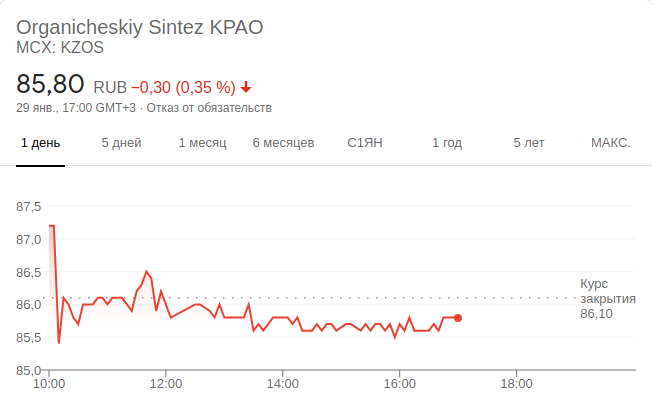 Organicheskiy Sintez KPAO
MCX: KZOS
85,80 RUB −0,30 (0,35 %)
29 янв., 17:00 GMT+3 · Отказ от обязательств
1 день 5 дней 1 месяц 6 месяцев С1ЯН 1 год 5 лет МАКС.
87,5
87,0
86,5
Курс
закрытия
86,10
86,0
85,5
85,0
10:00 12:00 14:00 16:00 18:00